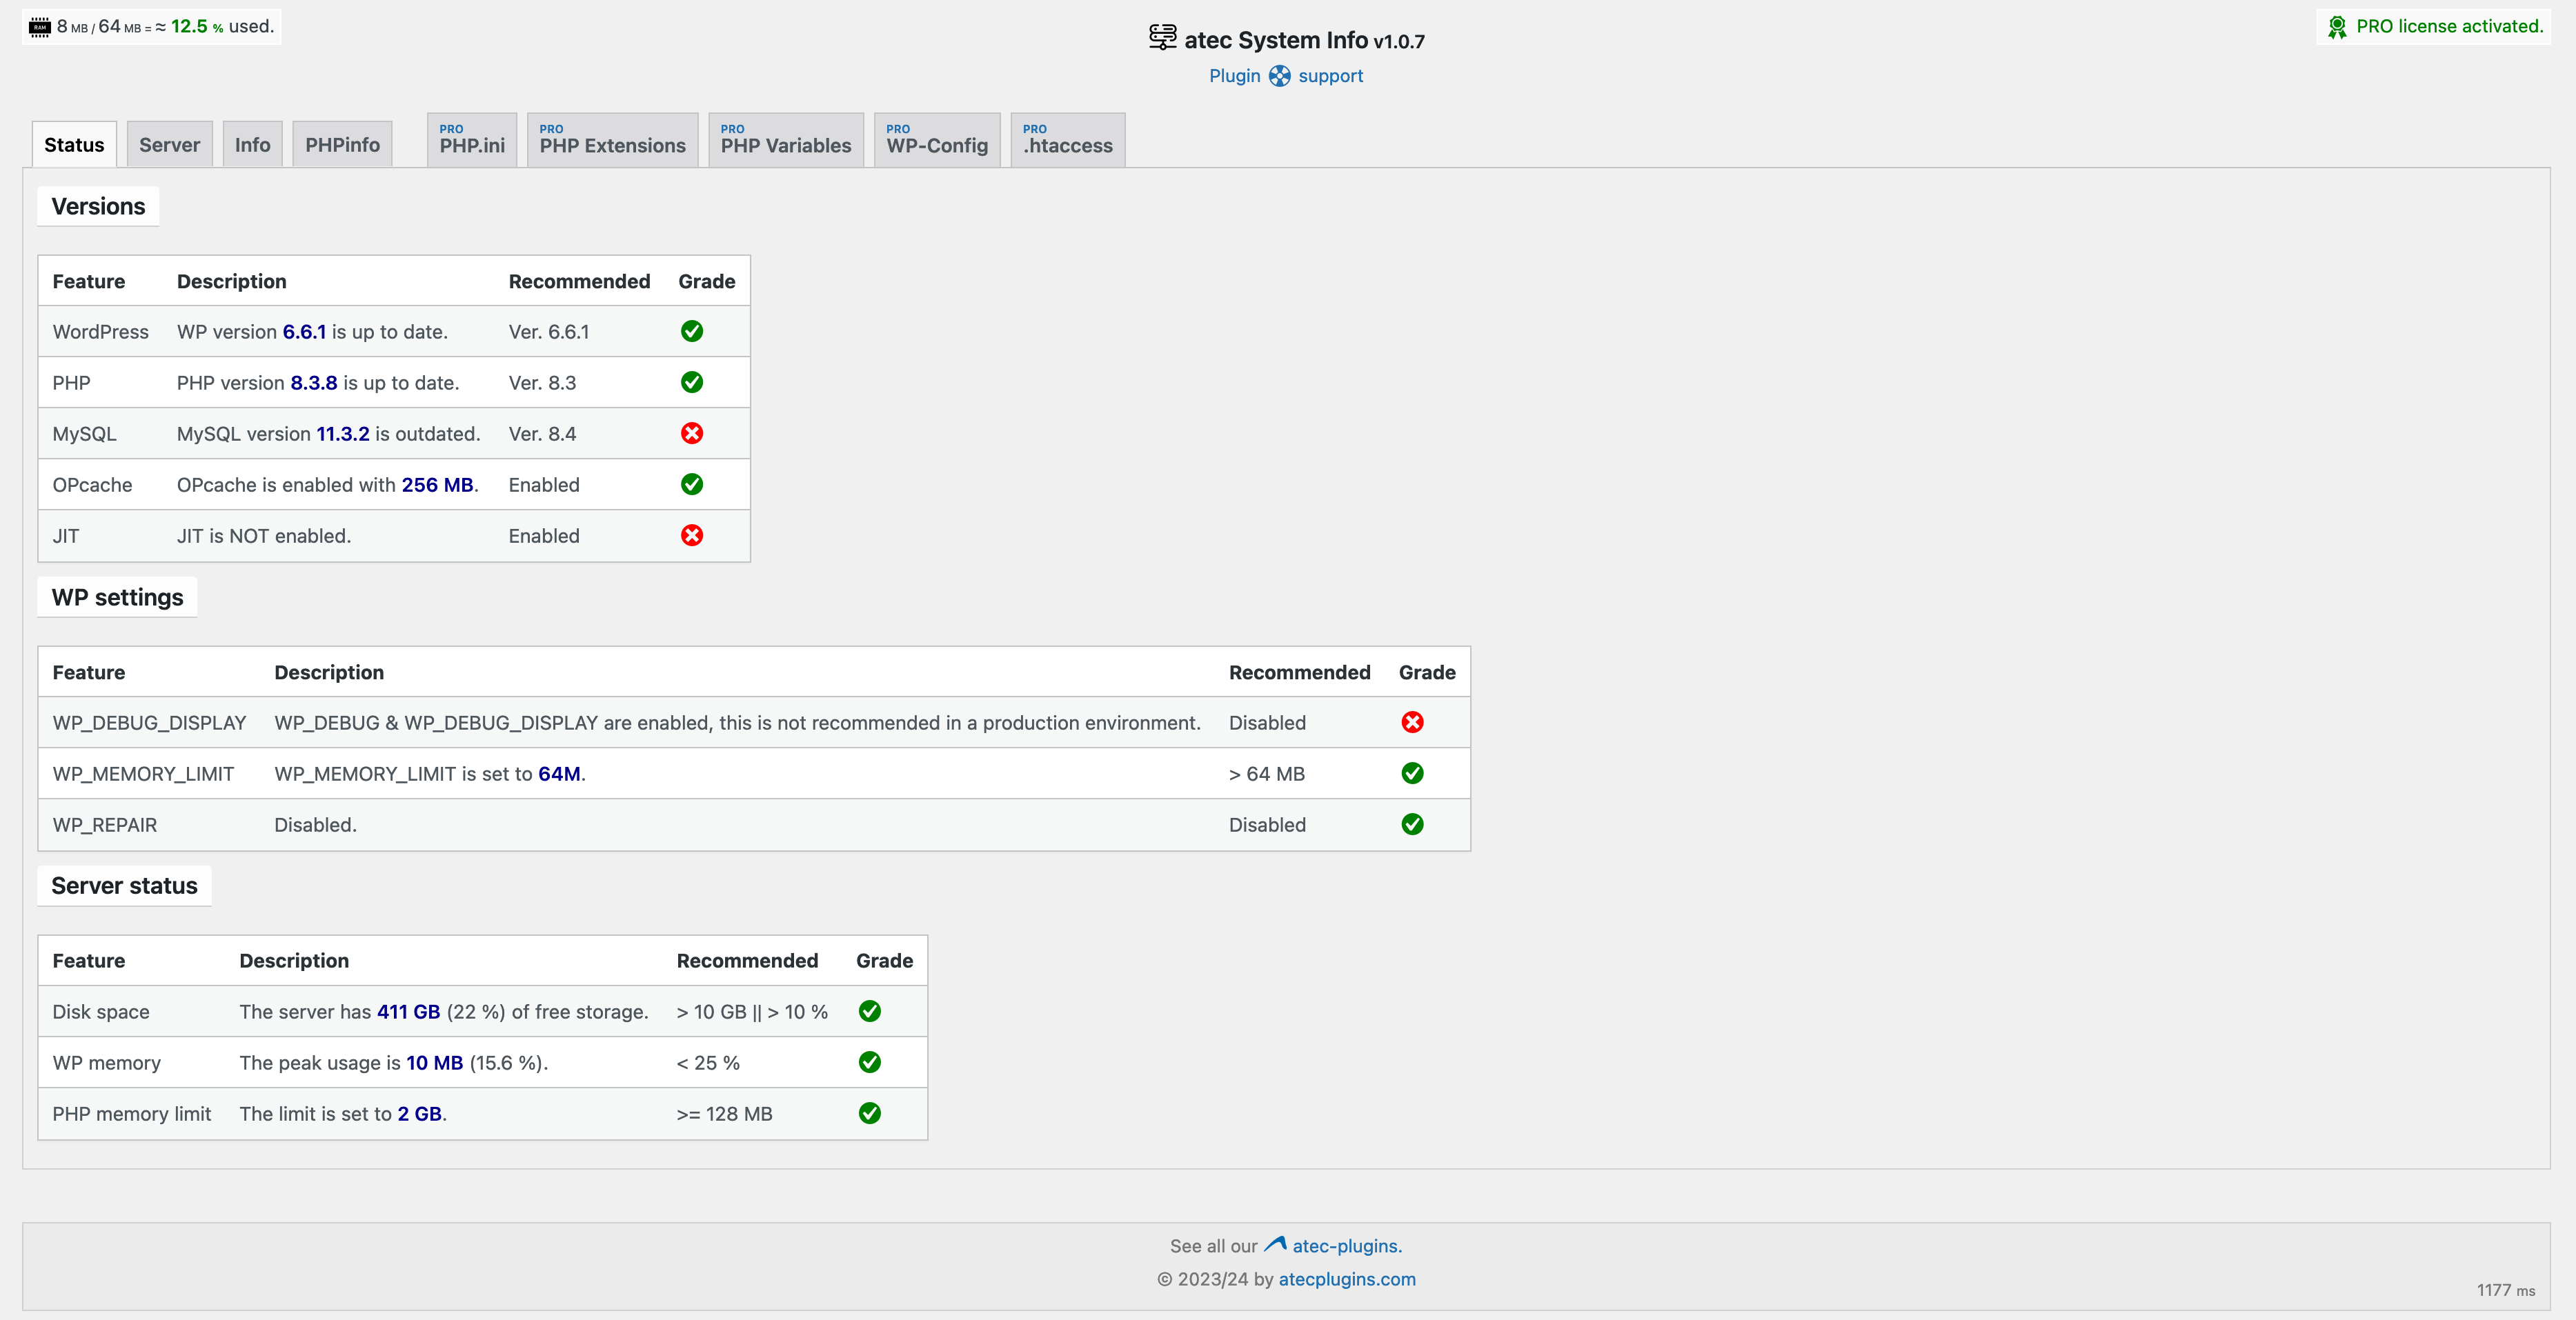 8 MB / 64 MB = ≈ 12.5 % used.
atec System Info v1.0.7
PRO license activated.
Plugin support
Status Server Info PHPinfo PRO PHP.ini PRO PHP Extensions PRO PHP Variables PRO WP-Config PRO .htaccess
Versions
Feature Description Recommended Grade
WordPress WP version 6.6.1 is up to date. Ver. 6.6.1
PHP PHP version 8.3.8 is up to date. Ver. 8.3
MySQL MySQL version 11.3.2 is outdated. Ver. 8.4
OPcache OPcache is enabled with 256 MB. Enabled
JIT JIT is NOT enabled. Enabled
WP settings
Feature Description Recommended Grade
WP_DEBUG_DISPLAY WP_DEBUG & WP_DEBUG_DISPLAY are enabled, this is not recommended in a production environment. Disabled
WP_MEMORY_LIMIT WP_MEMORY_LIMIT is set to 64M. > 64 MB
WP_REPAIR Disabled. Disabled
Server status
Feature Description Recommended Grade
Disk space The server has 411 GB (22 %) of free storage. > 10 GB || > 10 %
WP memory The peak usage is 10 MB (15.6 %). < 25 %
PHP memory limit The limit is set to 2 GB. >= 128 MB
See all our atec-plugins.
© 2023/24 by atecplugins.com
1177 ms